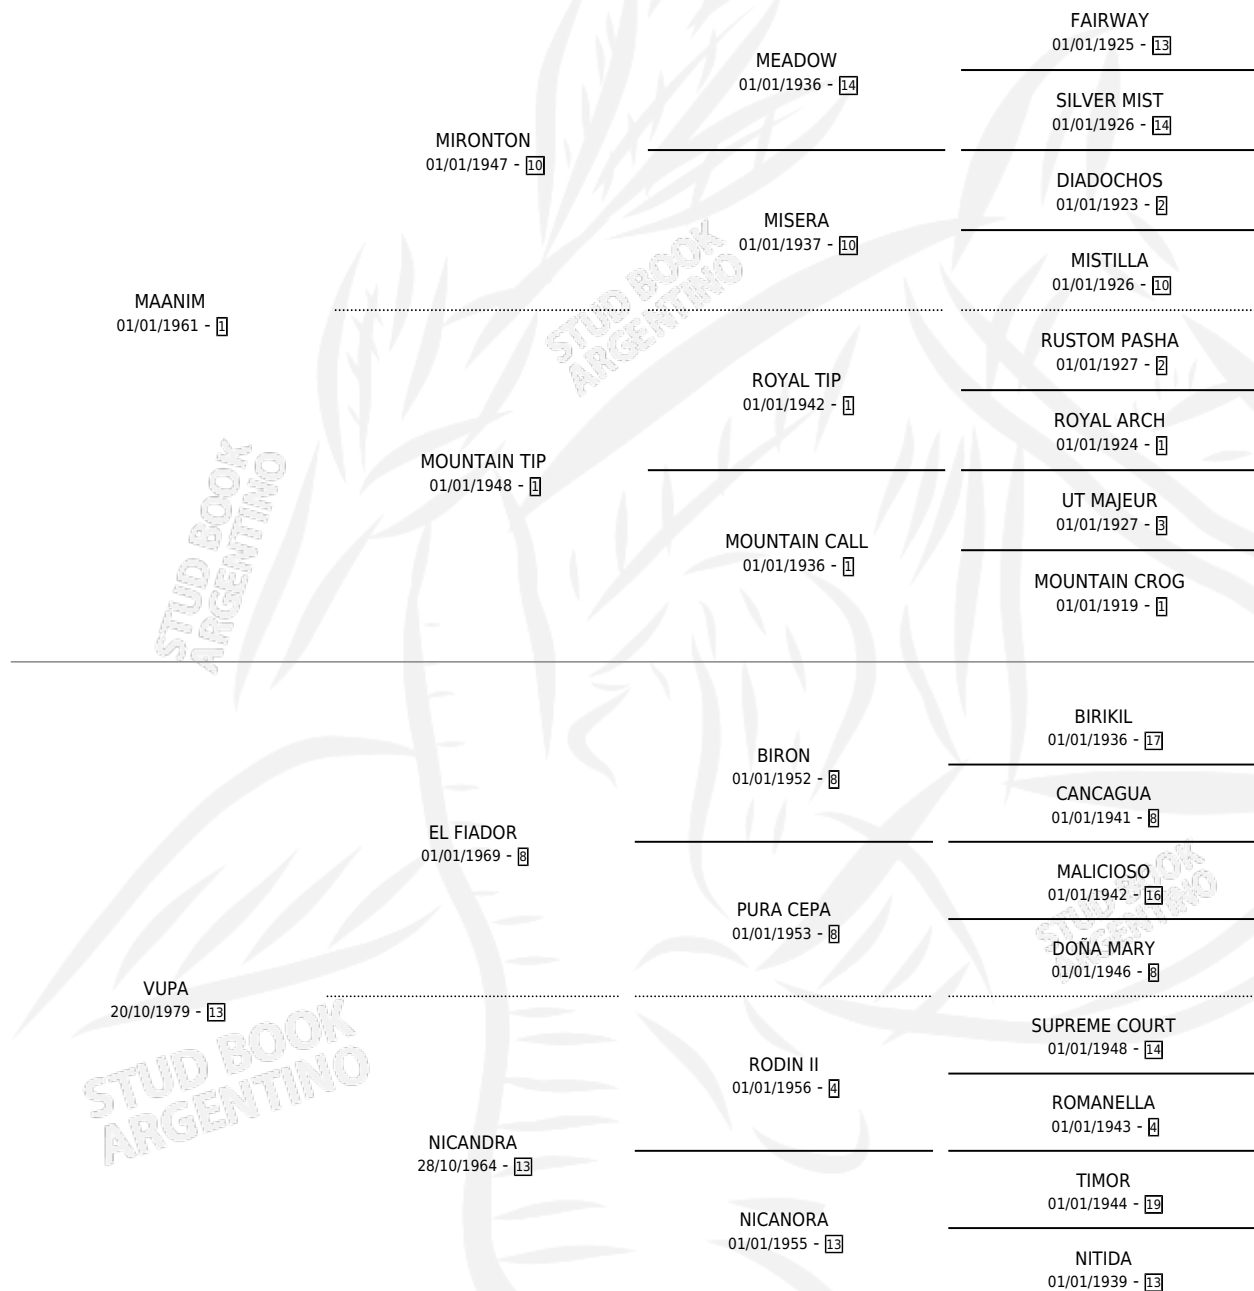 FAIRWAY
01/01/1925 - 13
MEADOW
01/01/1936 - 14
SILVER MIST
01/01/1926 - 14
MIRONTON
01/01/1947 - 10
DIADOCHOS
01/01/1923 - 2
MISERA
01/01/1937 - 10
MISTILLA
01/01/1926 - 10
MAANIM
01/01/1961 - 1
RUSTOM PASHA
01/01/1927 - 2
ROYAL TIP
01/01/1942 - 1
ROYAL ARCH
01/01/1924 - 1
MOUNTAIN TIP
01/01/1948 - 1
UT MAJEUR
01/01/1927 - 3
MOUNTAIN CALL
01/01/1936 - 1
MOUNTAIN CROG
01/01/1919 - 1
BIRIKIL
01/01/1936 - 17
BIRON
01/01/1952 - 8
CANCAGUA
01/01/1941 - 8
EL FIADOR
01/01/1969 - 8
MALICIOSO
01/01/1942 - 16
PURA CEPA
01/01/1953 - 8
DOÑA MARY
01/01/1946 - 8
VUPA
20/10/1979 - 13
SUPREME COURT
01/01/1948 - 14
RODIN II
01/01/1956 - 4
ROMANELLA
01/01/1943 - 4
NICANDRA
28/10/1964 - 13
TIMOR
01/01/1944 - 19
NICANORA
01/01/1955 - 13
NITIDA
01/01/1939 - 13
STUD BOOK
ARGENTINO
STUD BOOK
ARGENTINO
STUD BOOK
ARGENTINO
STUD BOOK
ARGENTINO